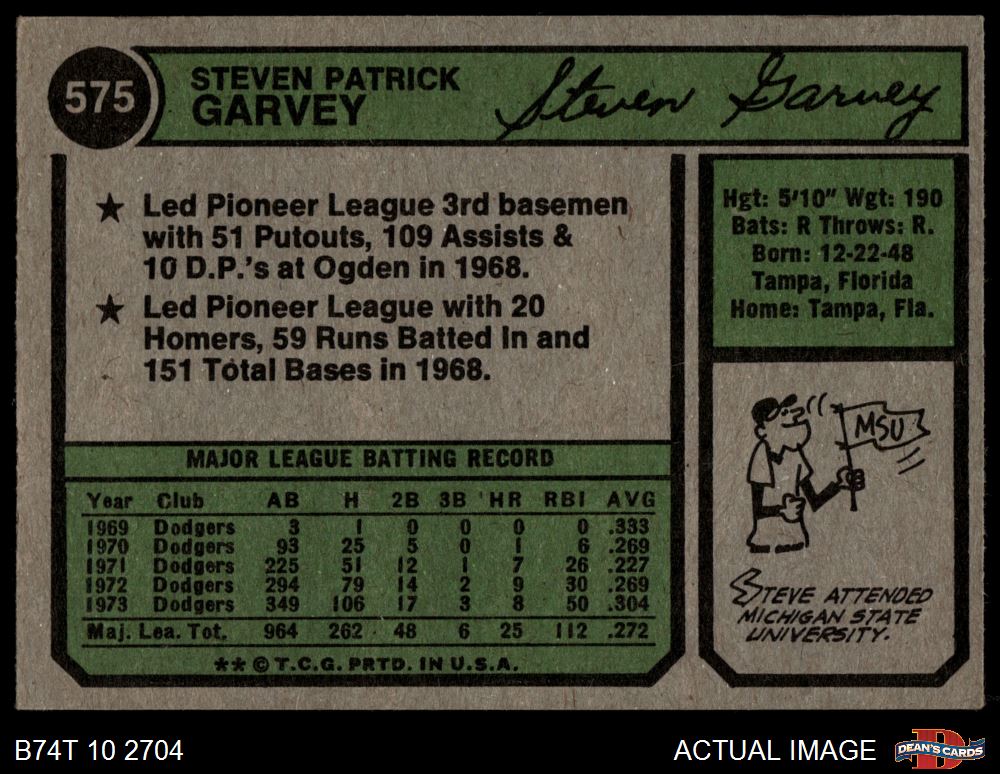 575
STEVEN PATRICK
GARVEY
Steven Garvey
★ Led Pioneer League 3rd basemen
with 51 Putouts, 109 Assists &
10 D.P.'s at Ogden in 1968.
★ Led Pioneer League with 20
Homers, 59 Runs Batted In and
151 Total Bases in 1968.
Hgt: 5'10" Wgt: 190
Bats: R Throws: R.
Born: 12-22-48
Tampa, Florida
Home: Tampa, Fla.
MSU
STEVE ATTENDED
MICHIGAN STATE
UNIVERSITY.
MAJOR LEAGUE BATTING RECORD
Year Club AB H 2B 3B HR RBI AVG
1969 Dodgers 3 1 0 0 0 0 .333
1970 Dodgers 93 25 5 0 1 6 .269
1971 Dodgers 225 51 12 1 7 26 .227
1972 Dodgers 294 79 14 2 9 30 .269
1973 Dodgers 349 106 17 3 8 50 .304
Maj. Lea. Tot. 964 262 48 6 25 112 .272
** © T.C.G. PRTD. IN U.S.A.
B74T 10 2704
ACTUAL IMAGE
D
DEAN'S CARDS